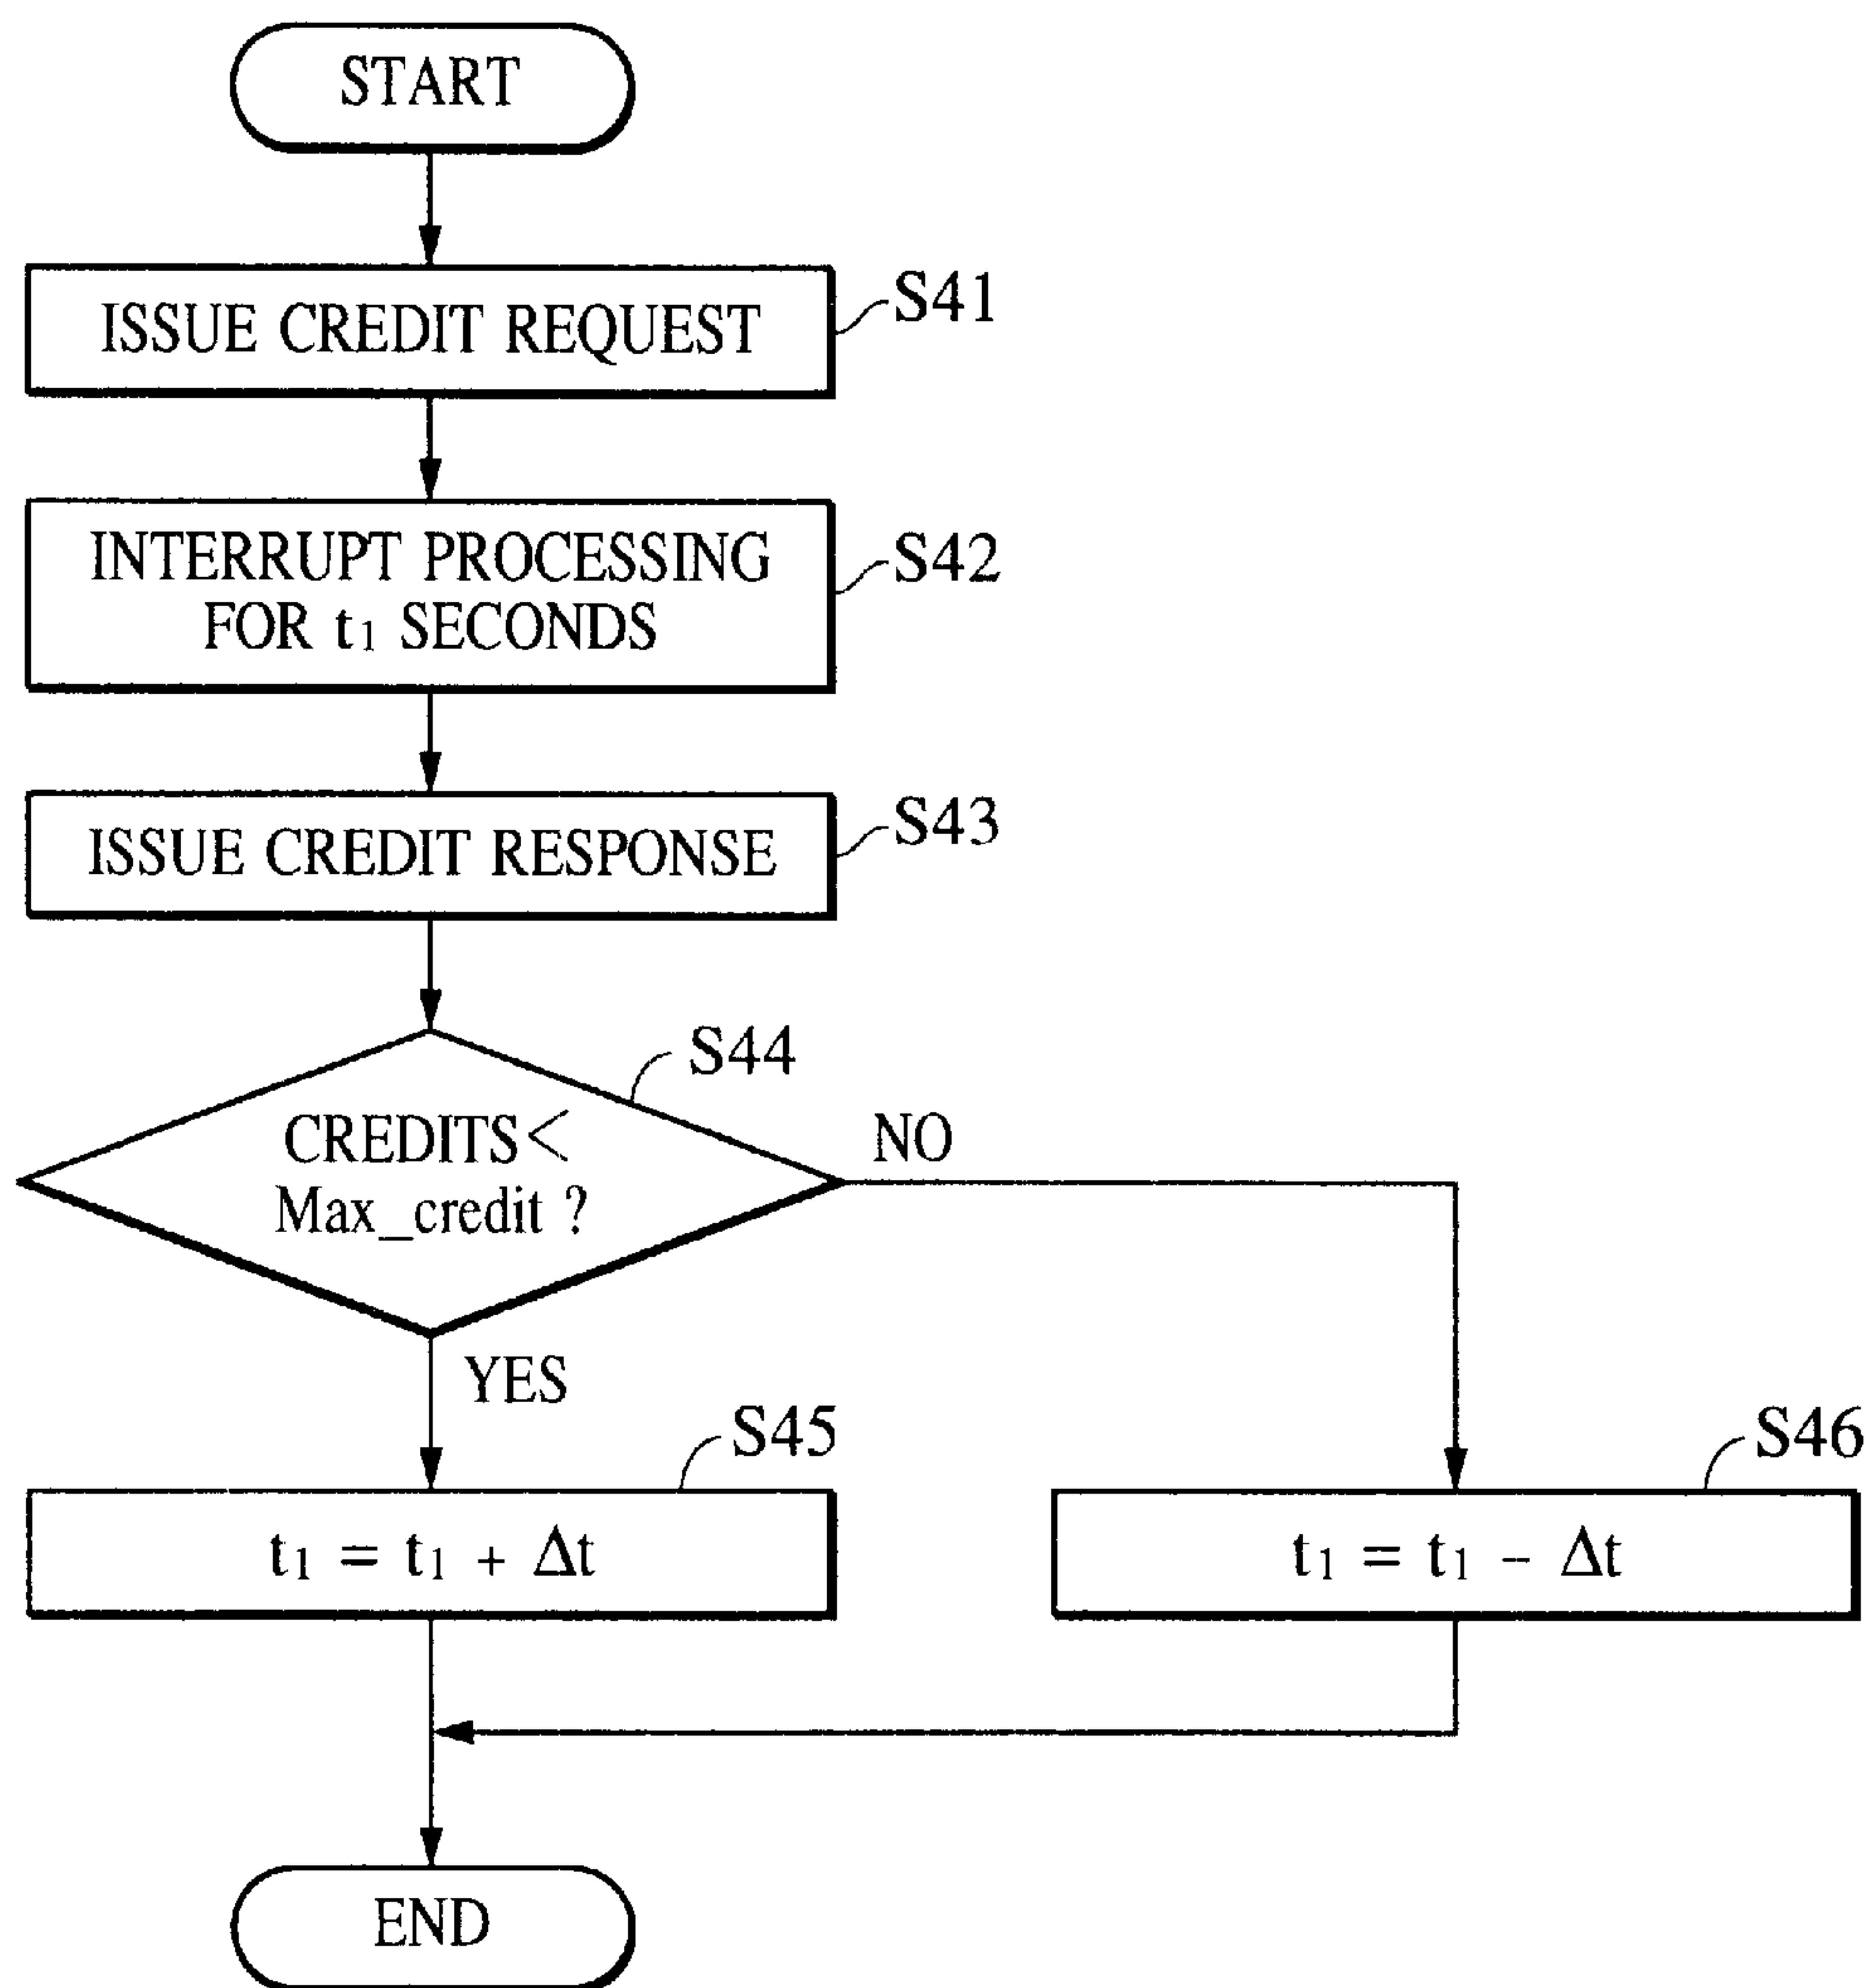 START
ISSUE CREDIT REQUEST
S41
INTERRUPT PROCESSING
FOR t₁ SECONDS
S42
ISSUE CREDIT RESPONSE
S43
S44
CREDITS<
Max_credit ?
NO
YES
S45
t₁ = t₁ + Δt
S46
t₁ = t₁ - Δt
END